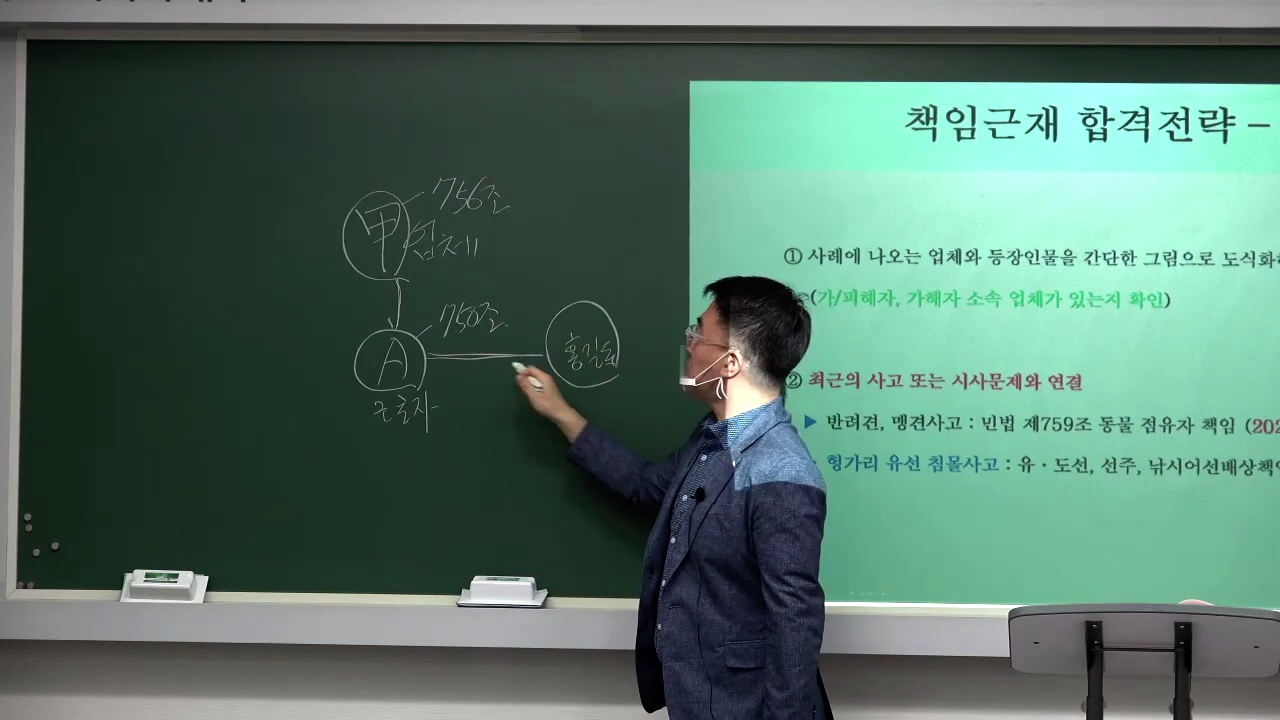 756조
甲
업체
750조.
A
홍길동
근로자
책임근재 합격전략 –
① 사례에 나오는 업체와 등장인물을 간단한 그림으로 도식화
(가/피해자, 가해자 소속 업체가 있는지 확인)
② 최근의 사고 또는 시사문제와 연결
▶ 반려견, 맹견사고 : 민법 제759조 동물 점유자 책임 (202
헝가리 유선 침몰사고 : 유 · 도선, 선주, 낚시어선배상책